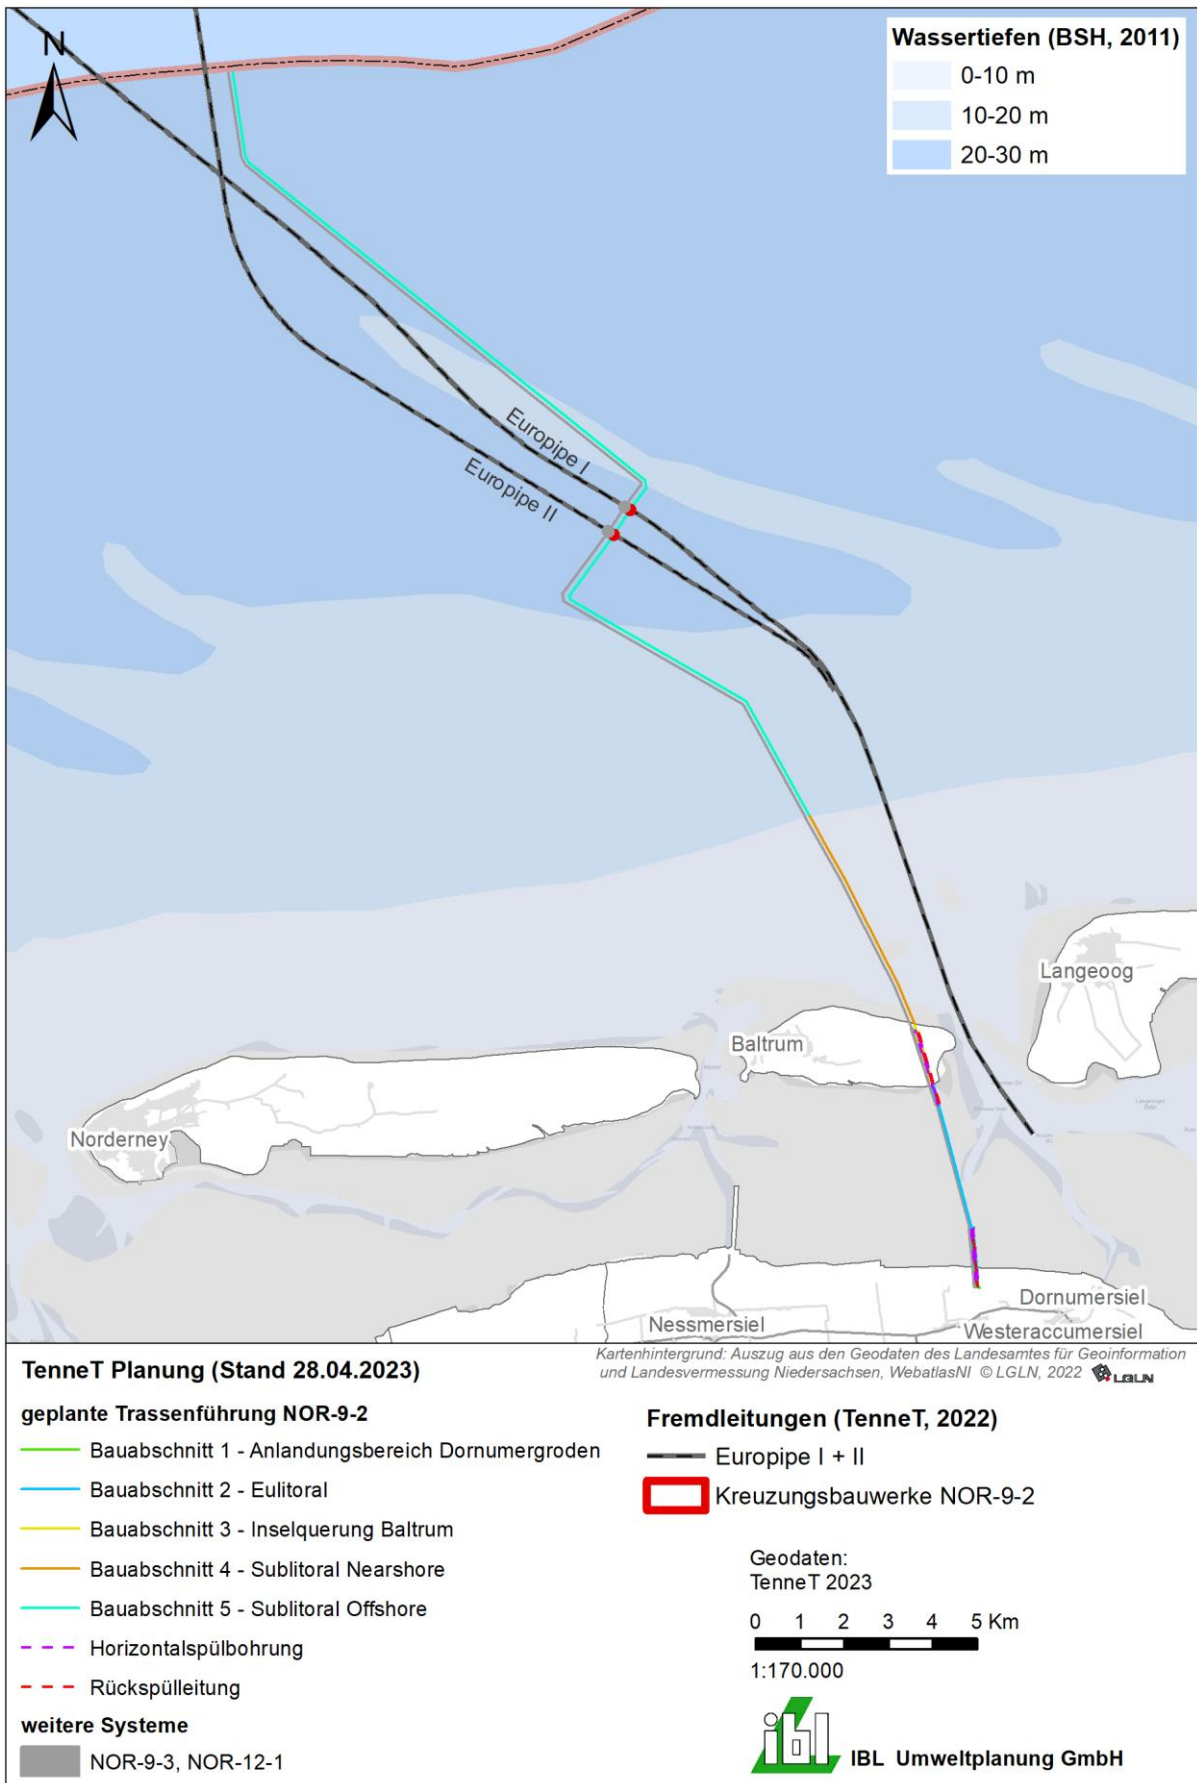 N
Wassertiefen (BSH, 2011)
0-10 m
10-20 m
20-30 m
Europipe I
Europipe II
Langeoog
Baltrum
Norderney
Dornumersiel
Nessmersiel
Westeraccumersiel
Kartenhintergrund: Auszug aus den Geodaten des Landesamtes für Geoinformation
und Landesvermessung Niedersachsen, WebatlasNI © LGLN, 2022 LGLN
TenneT Planung (Stand 28.04.2023)
geplante Trassenführung NOR-9-2
Bauabschnitt 1 - Anlandungsbereich Dornumergroden
Bauabschnitt 2 - Eulitoral
Bauabschnitt 3 - Inselquerung Baltrum
Bauabschnitt 4 - Sublitoral Nearshore
Bauabschnitt 5 - Sublitoral Offshore
Horizontalspülbohrung
Rückspülleitung
weitere Systeme
NOR-9-3, NOR-12-1
Fremdleitungen (TenneT, 2022)
Europipe I + II
Kreuzungsbauwerke NOR-9-2
Geodaten:
TenneT 2023
0 1 2 3 4 5 Km
1:170.000
ibl IBL Umweltplanung GmbH